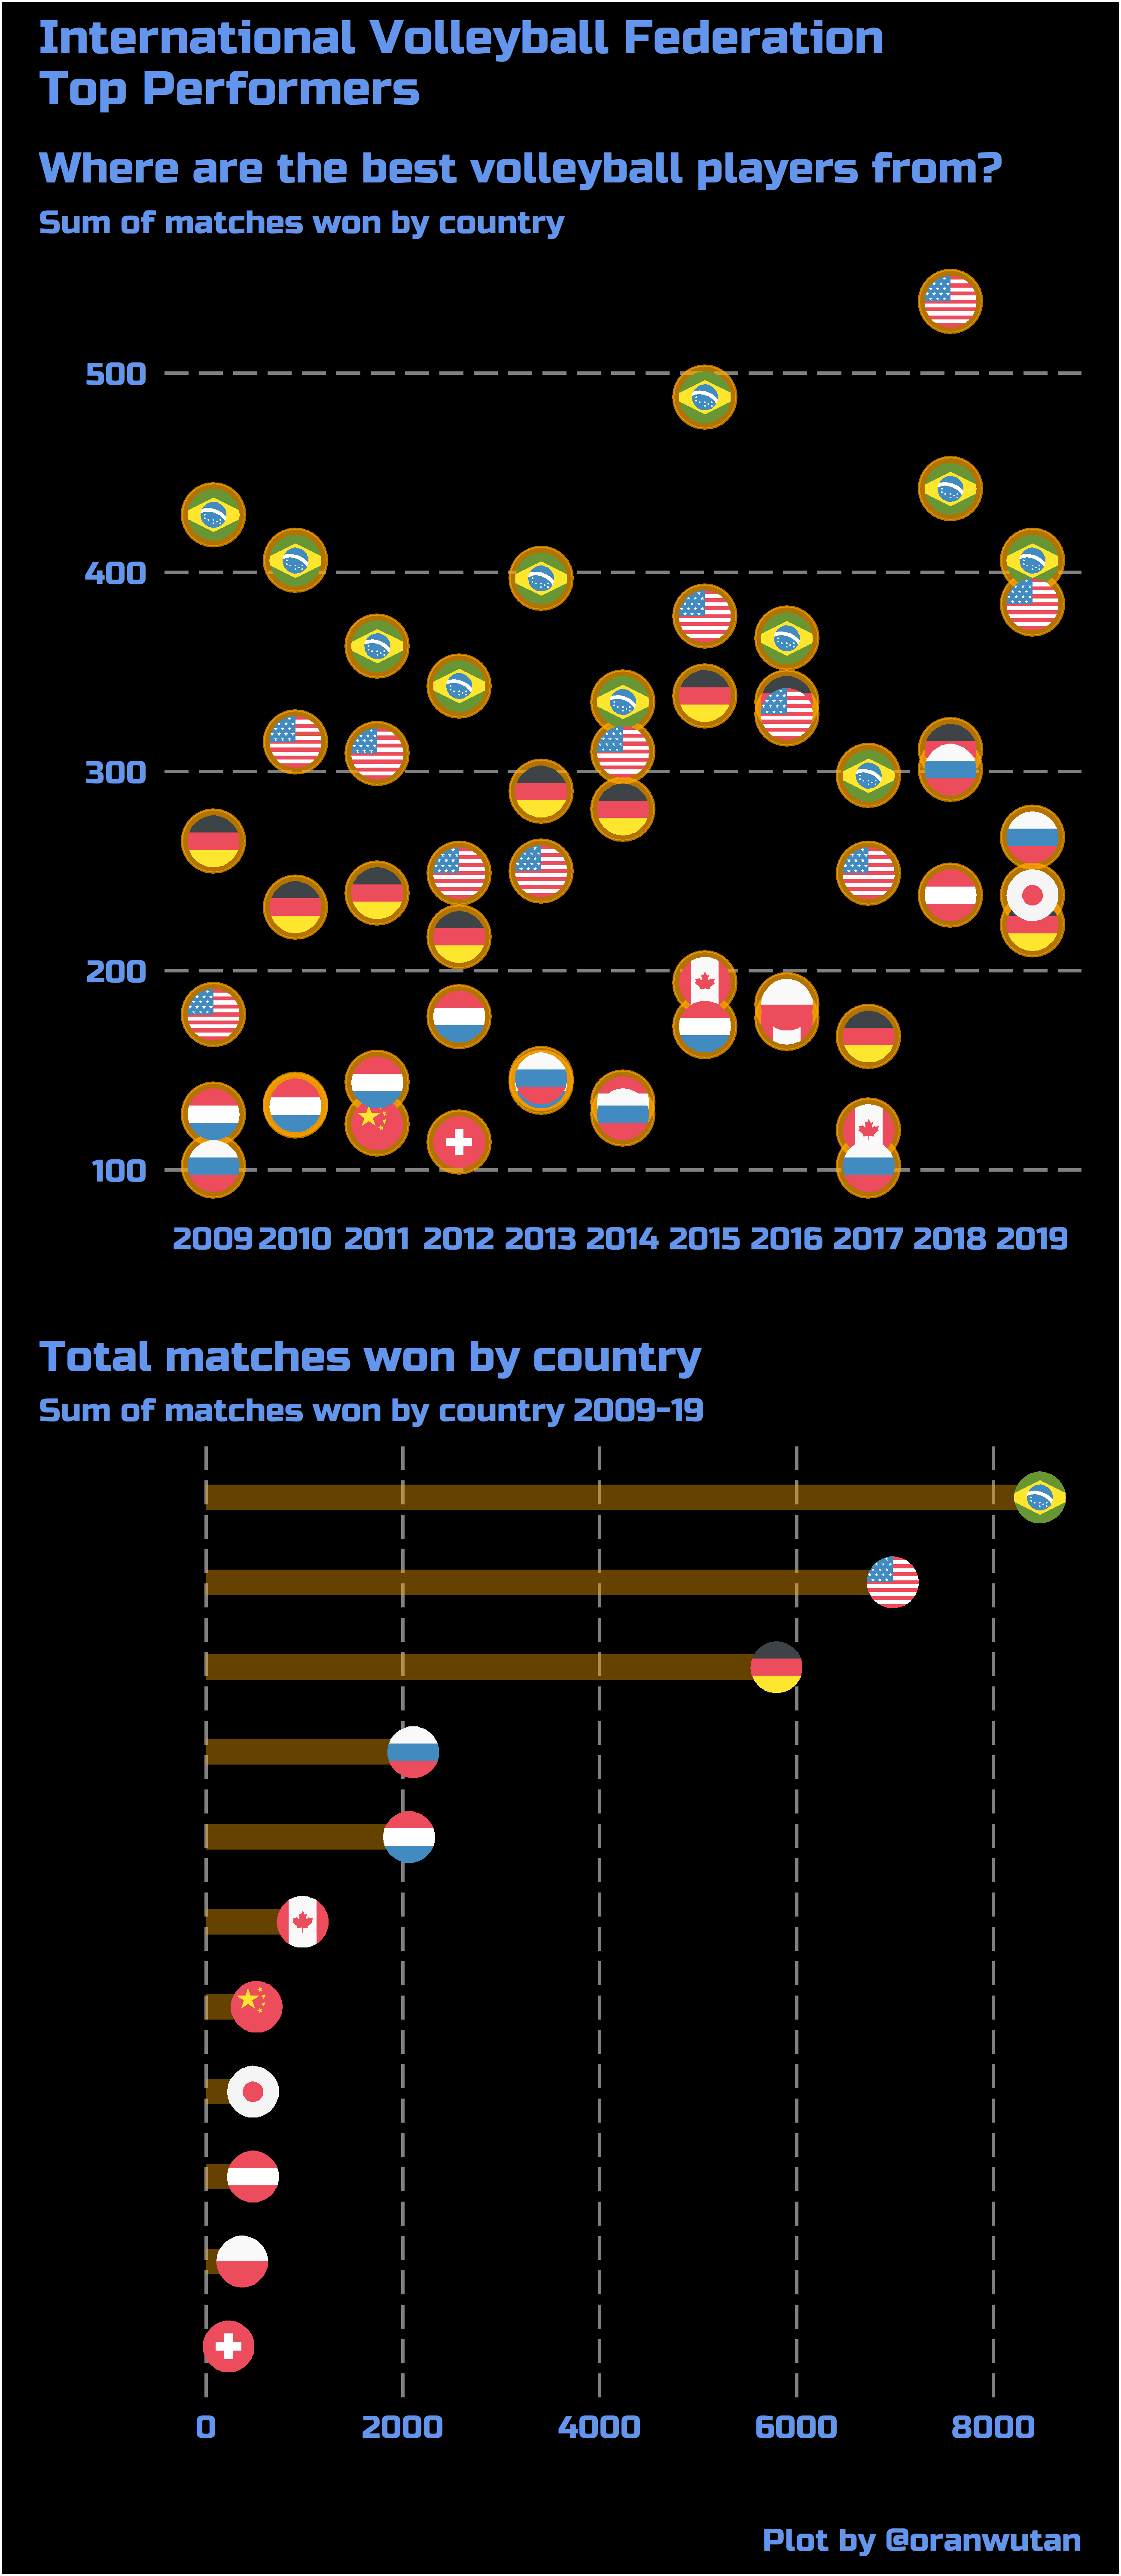 International Volleyball Federation
Top Performers
Where are the best volleyball players from?
Sum of matches won by country
500
400
300
200
100
2009 2010 2011 2012 2013 2014 2015 2016 2017 2018 2019
Total matches won by country
Sum of matches won by country 2009-19
0 2000 4000 6000 8000
Plot by @oranwutan